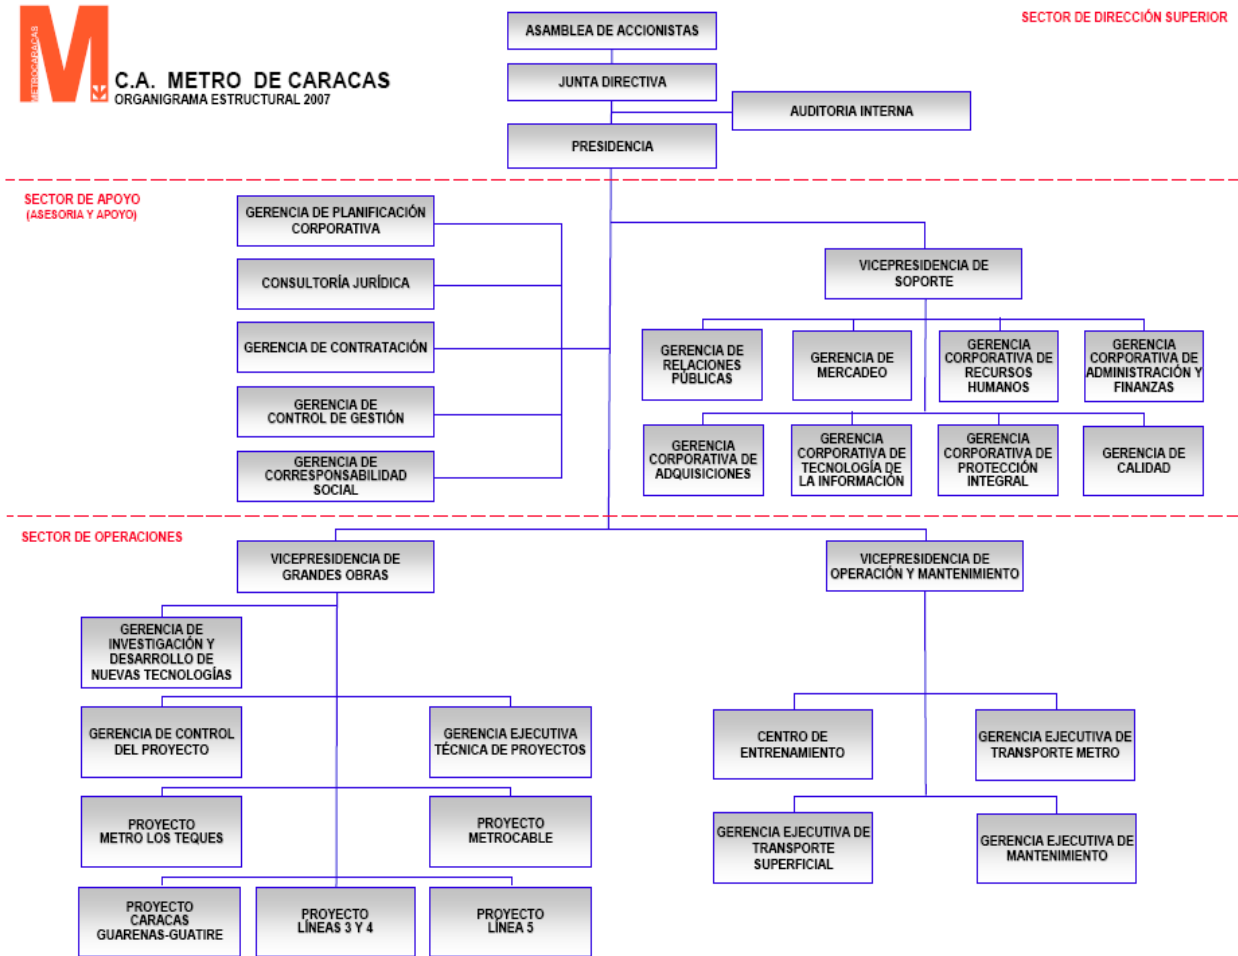 METROCARACAS
C.A. METRO DE CARACAS
ORGANIGRAMA ESTRUCTURAL 2007
SECTOR DE DIRECCIÓN SUPERIOR
ASAMBLEA DE ACCIONISTAS
JUNTA DIRECTIVA
AUDITORIA INTERNA
PRESIDENCIA
SECTOR DE APOYO
(ASESORIA Y APOYO)
GERENCIA DE PLANIFICACIÓN
CORPORATIVA
CONSULTORÍA JURÍDICA
GERENCIA DE CONTRATACIÓN
GERENCIA DE
CONTROL DE GESTIÓN
GERENCIA DE
CORRESPONSABILIDAD
SOCIAL
VICEPRESIDENCIA DE
SOPORTE
GERENCIA DE
RELACIONES
PÚBLICAS
GERENCIA DE
MERCADEO
GERENCIA
CORPORATIVA DE
RECURSOS
HUMANOS
GERENCIA
CORPORATIVA DE
ADMINISTRACIÓN Y
FINANZAS
GERENCIA
CORPORATIVA DE
ADQUISICIONES
GERENCIA
CORPORATIVA DE
TECNOLOGÍA DE
LA INFORMACIÓN
GERENCIA
CORPORATIVA DE
PROTECCIÓN
INTEGRAL
GERENCIA DE
CALIDAD
SECTOR DE OPERACIONES
VICEPRESIDENCIA DE
GRANDES OBRAS
GERENCIA DE
INVESTIGACIÓN Y
DESARROLLO DE
NUEVAS TECNOLOGÍAS
GERENCIA DE CONTROL
DEL PROYECTO
GERENCIA EJECUTIVA
TÉCNICA DE PROYECTOS
PROYECTO
METRO LOS TEQUES
PROYECTO
METROCABLE
PROYECTO
CARACAS
GUARENAS-GUATIRE
PROYECTO
LÍNEAS 3 Y 4
PROYECTO
LÍNEA 5
VICEPRESIDENCIA DE
OPERACIÓN Y MANTENIMIENTO
CENTRO DE
ENTRENAMIENTO
GERENCIA EJECUTIVA DE
TRANSPORTE METRO
GERENCIA EJECUTIVA DE
TRANSPORTE
SUPERFICIAL
GERENCIA EJECUTIVA DE
MANTENIMIENTO